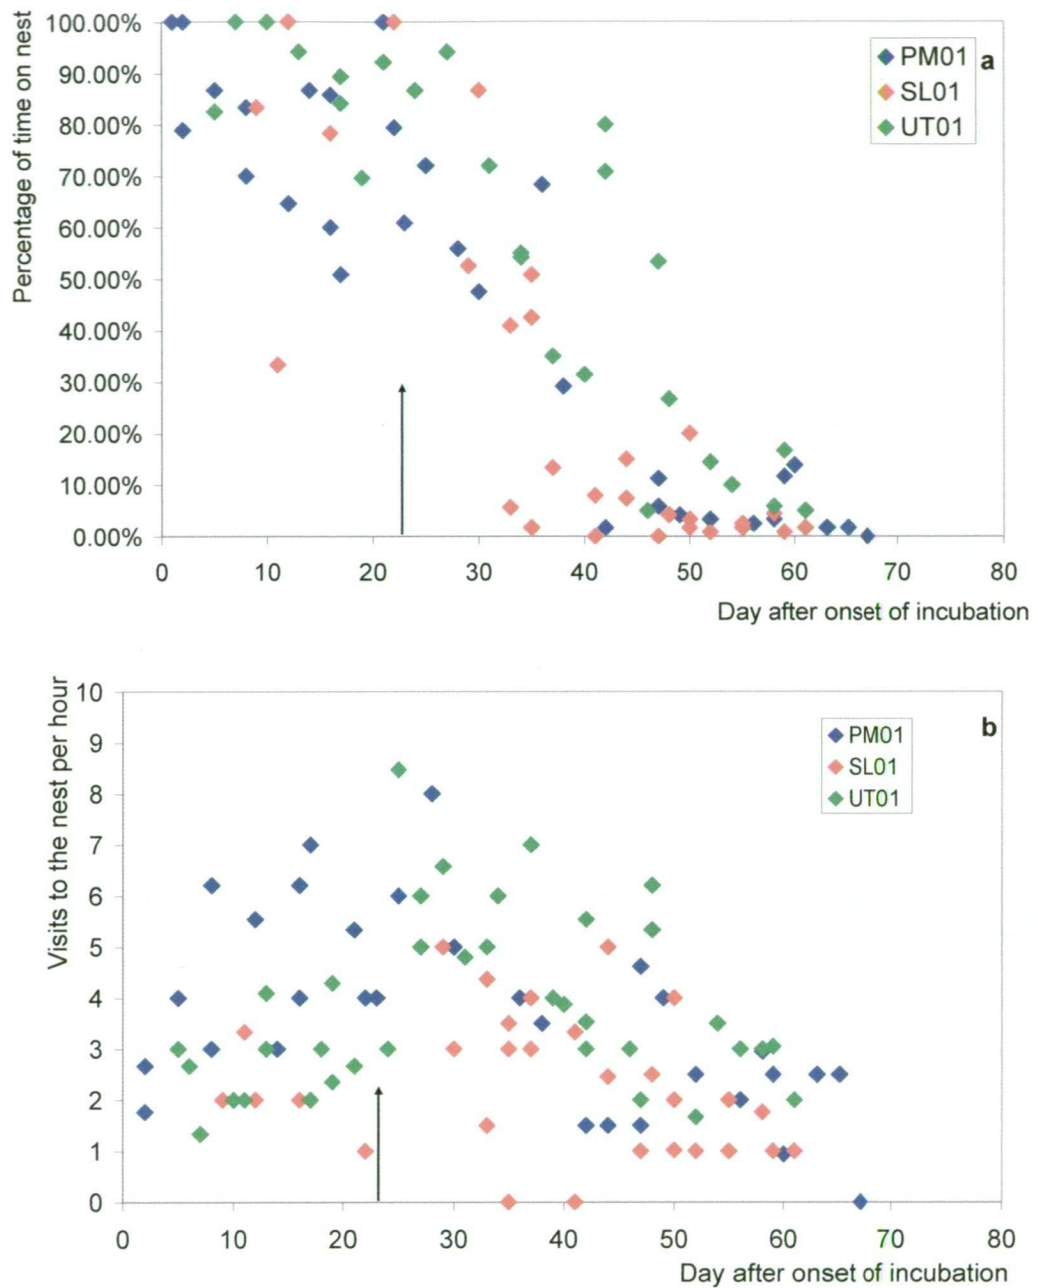 Percentage of time on nest
100.00%
90.00%
80.00%
70.00%
60.00%
50.00%
40.00%
30.00%
20.00%
10.00%
0.00%
0 10 20 30 40 50 60 70 80
Day after onset of incubation
PM01
SL01
UT01
a
Visits to the nest per hour
10
9
8
7
6
5
4
3
2
1
0
0 10 20 30 40 50 60 70 80
Day after onset of incubation
PM01
SL01
UT01
b